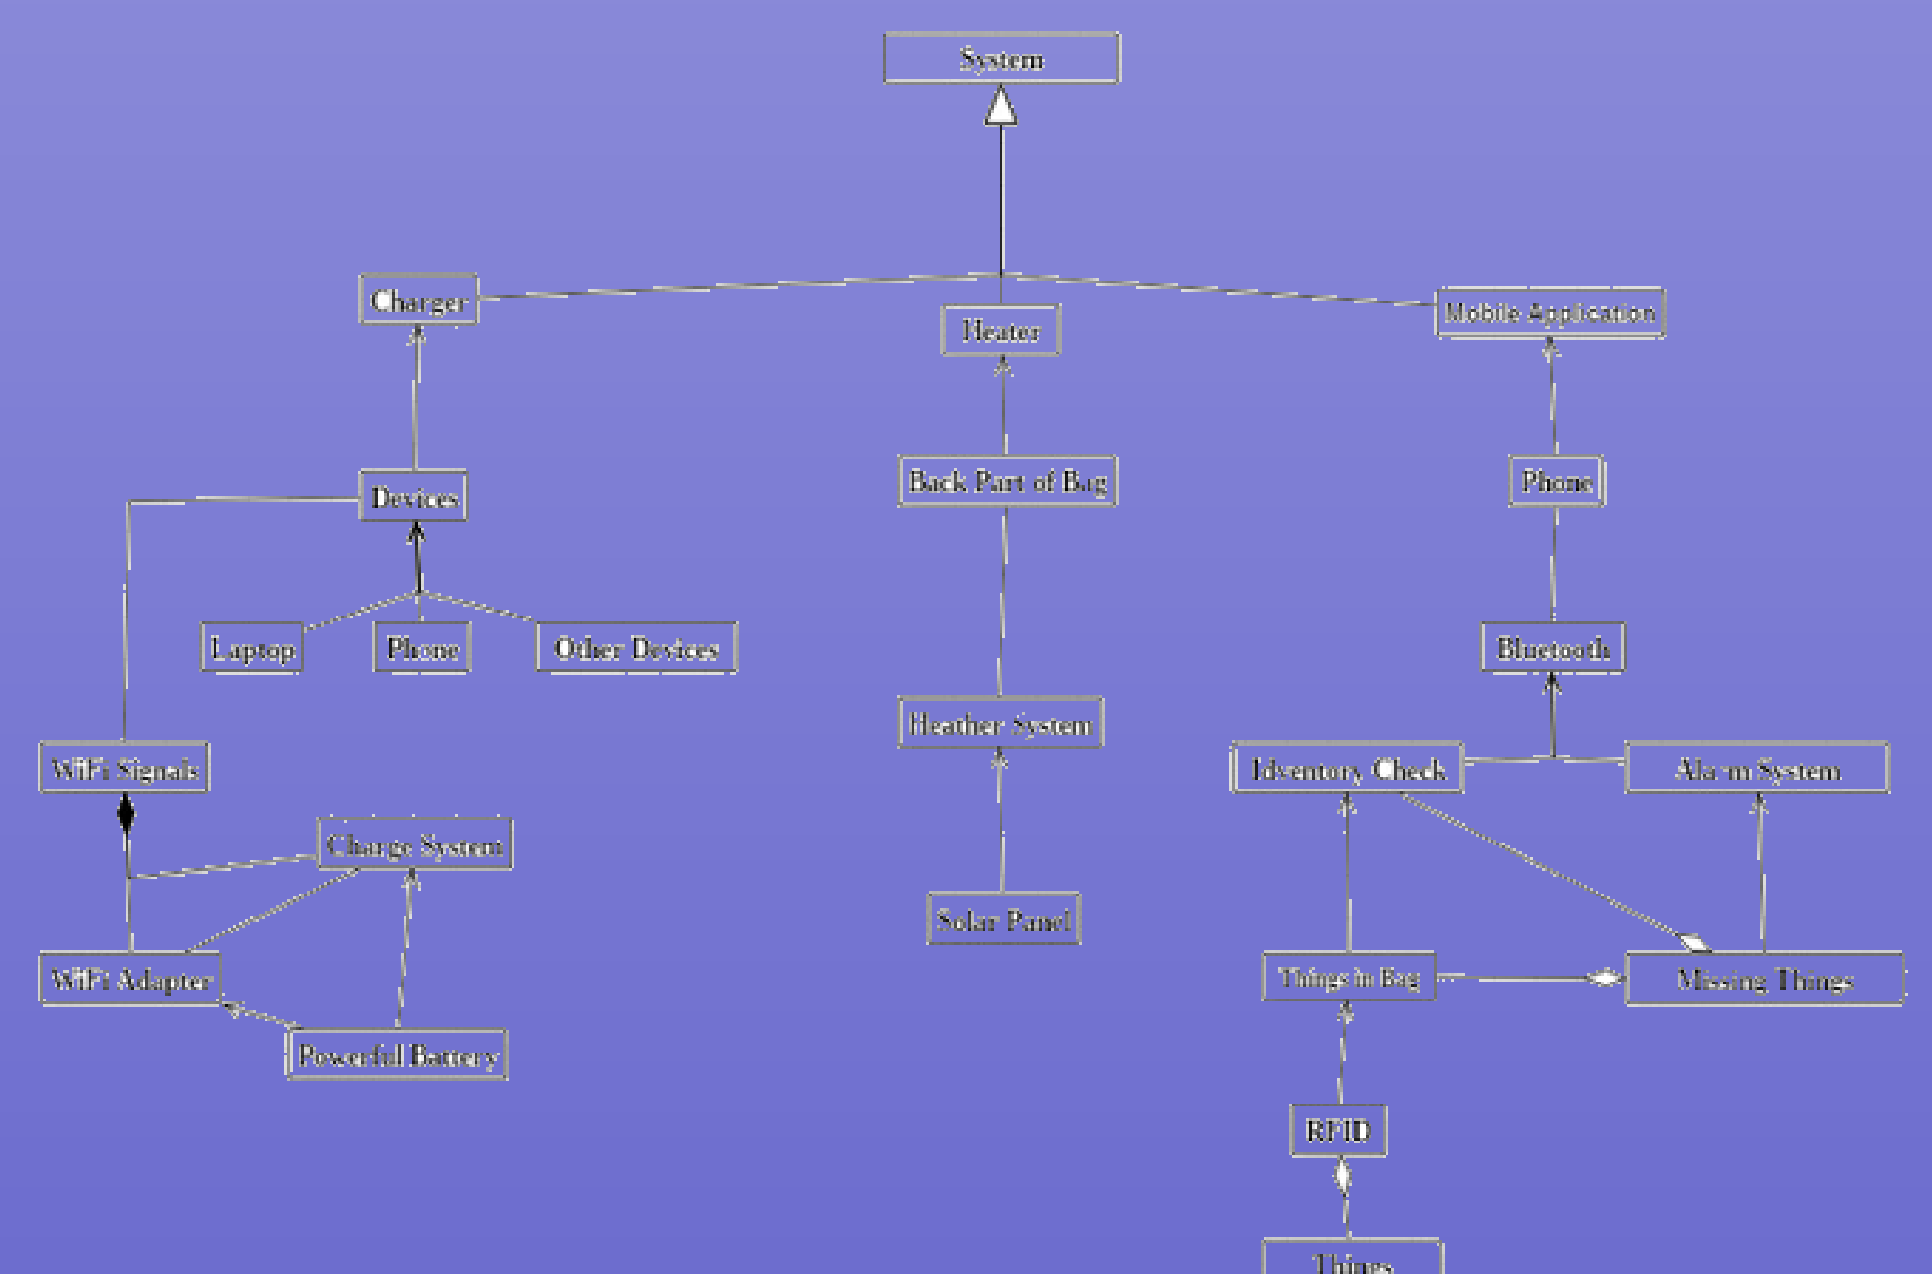 System
Charger
Heater
Mobile Application
Devices
Back Part of Bag
Phone
Laptop
Phone
Other Devices
Bluetooth
WiFi Signals
Heather System
Idventory Check
Alarm System
Charge System
Solar Panel
WiFi Adapter
Things in Bag
Missing Things
Powerful Battery
RFID
Things